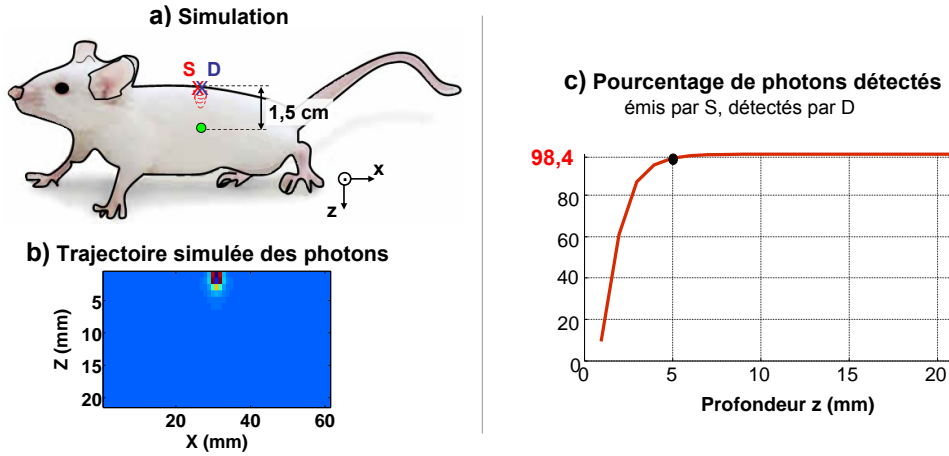 a) Simulation
S D
1,5 cm
x
z
b) Trajectoire simulée des photons
5
10
15
20
Z (mm)
20 40 60
X (mm)
c) Pourcentage de photons détectés
émis par S, détectés par D
98,4
80
60
40
20
0
0 5 10 15 20
Profondeur z (mm)